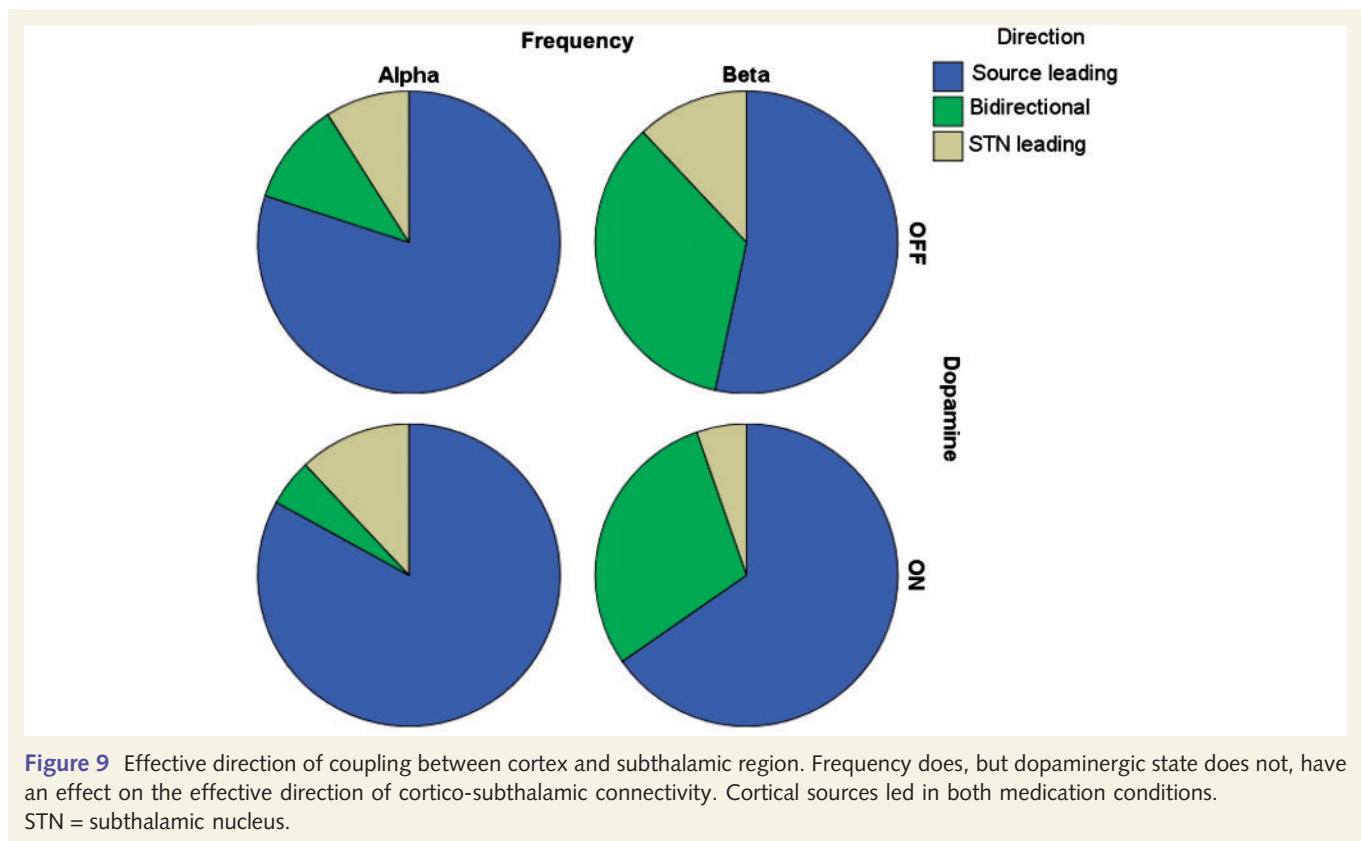 Frequency
Alpha
Beta
Direction
Source leading
Bidirectional
STN leading
OFF
Dopamine
ON
Figure 9 Effective direction of coupling between cortex and subthalamic region. Frequency does, but dopaminergic state does not, have
an effect on the effective direction of cortico-subthalamic connectivity. Cortical sources led in both medication conditions.
STN = subthalamic nucleus.